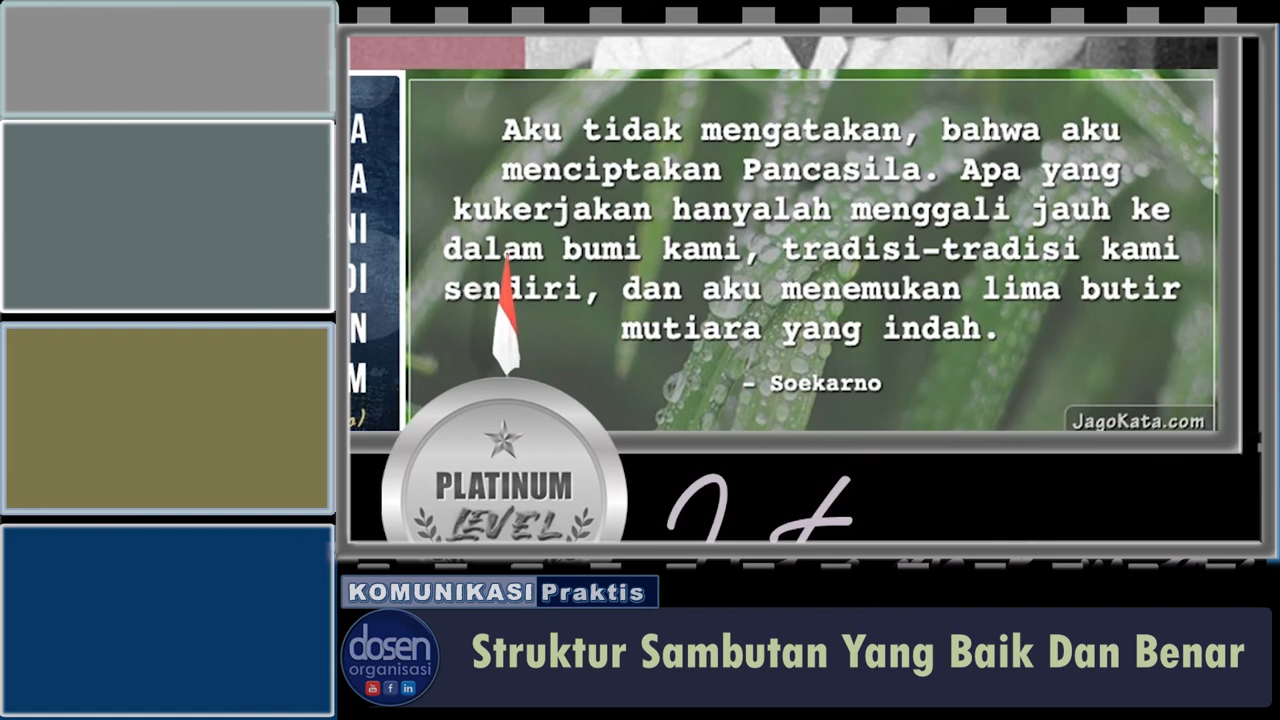 Aku tidak mengatakan, bahwa aku
menciptakan Pancasila. Apa yang
kukerjakan hanyalah menggali jauh ke
dalam bumi kami, tradisi-tradisi kami
sendiri, dan aku menemukan lima butir
mutiara yang indah.
- Soekarno
JagoKata.com
A
A
NI
DI
N
M
PLATINUM
LEVEL
KOMUNIKASI Praktis
dosen
organisasi
Struktur Sambutan Yang Baik Dan Benar